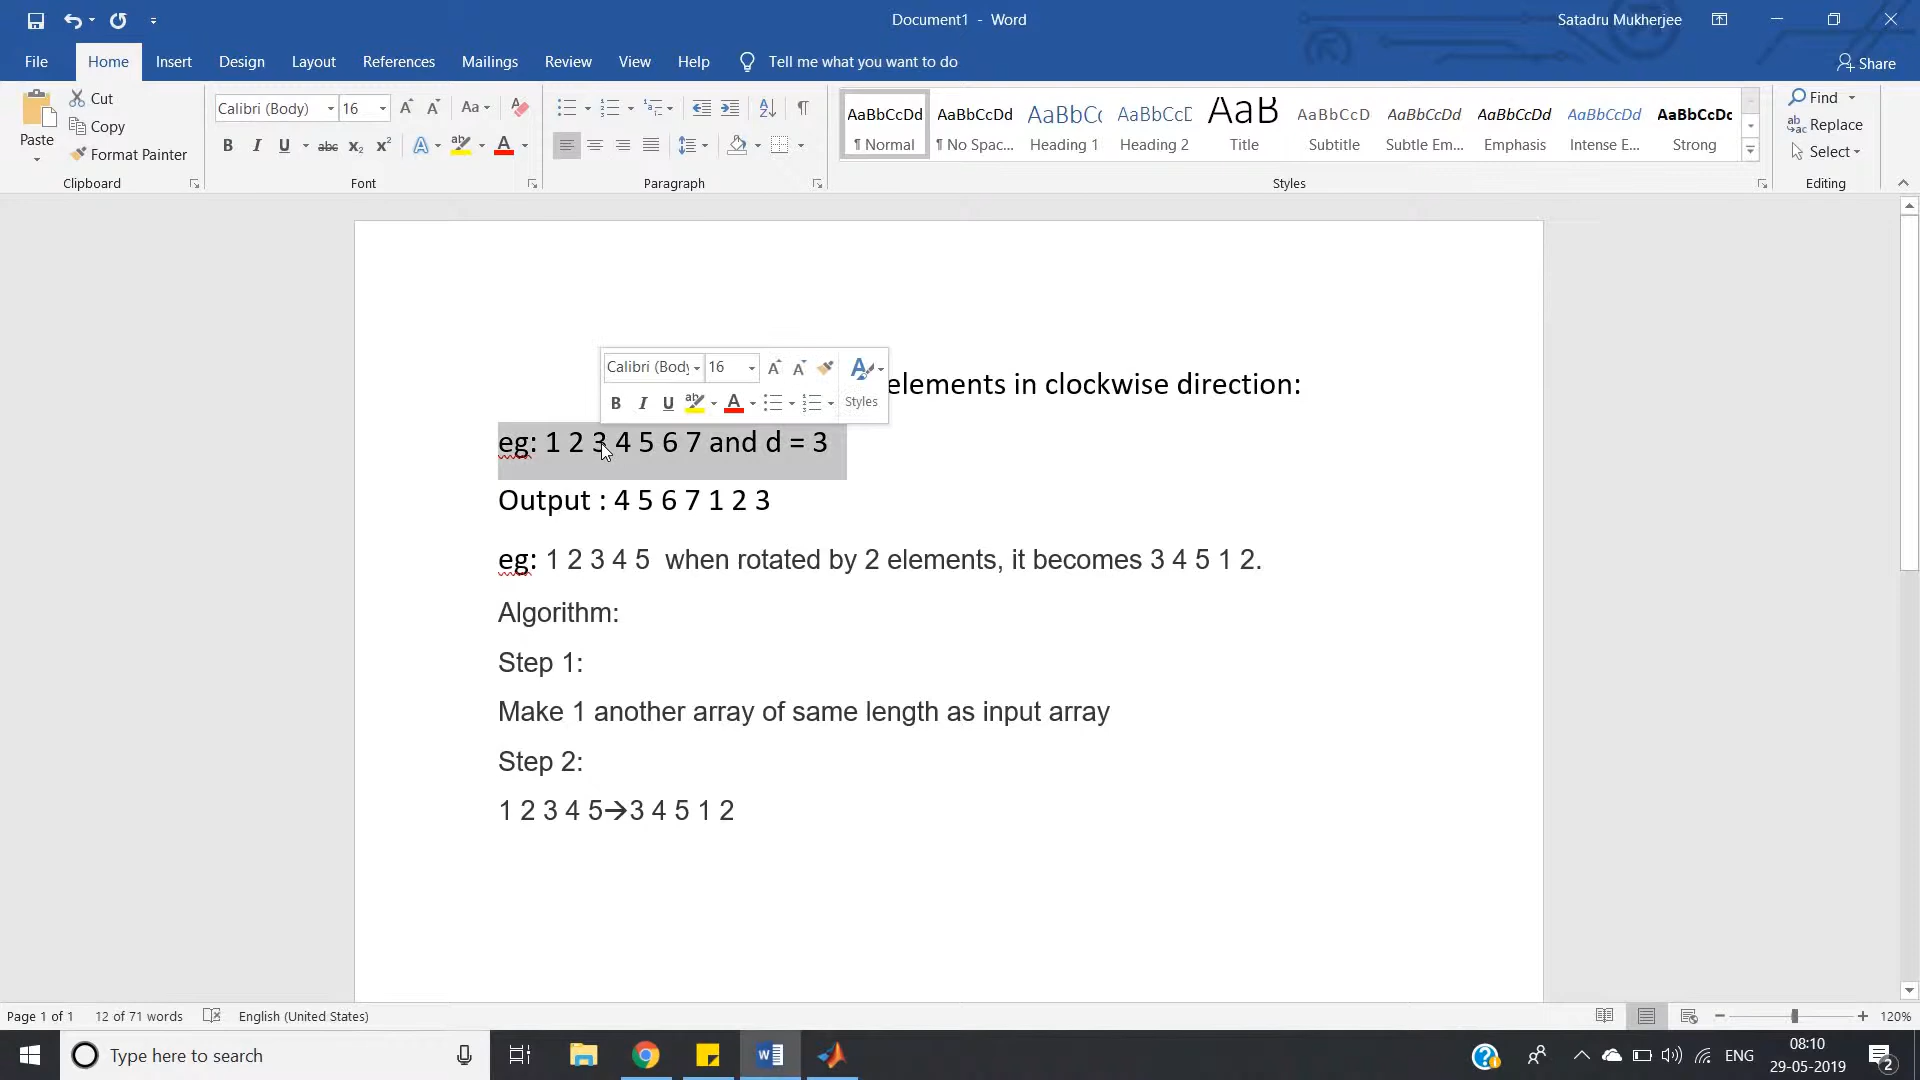 Document1 - Word
Satadru Mukherjee
File Home Insert Design Layout References Mailings Review View Help Tell me what you want to do
Share
Paste
Cut
Copy
Format Painter
Clipboard
Calibri (Body) 16
Aa
B I U abc X₂ X² A ab A
Font
Paragraph
AaBbCcDd AaBbCcDd AaBbCc AaBbCcE AaB AaBbCcD AaBbCcDd AaBbCcDd AaBbCcDd AaBbCcDc
¶ Normal ¶ No Spac... Heading 1 Heading 2 Title Subtitle Subtle Em... Emphasis Intense E... Strong
Styles
Find
Replace
Select
Editing
Calibri (Body 16
B I U ab A Styles
elements in clockwise direction:
eg: 1 2 3 4 5 6 7 and d = 3
Output : 4 5 6 7 1 2 3
eg: 1 2 3 4 5 when rotated by 2 elements, it becomes 3 4 5 1 2.
Algorithm:
Step 1:
Make 1 another array of same length as input array
Step 2:
1 2 3 4 5→3 4 5 1 2
Page 1 of 1 12 of 71 words English (United States)
120%
Type here to search
ENG
08:10
29-05-2019
2